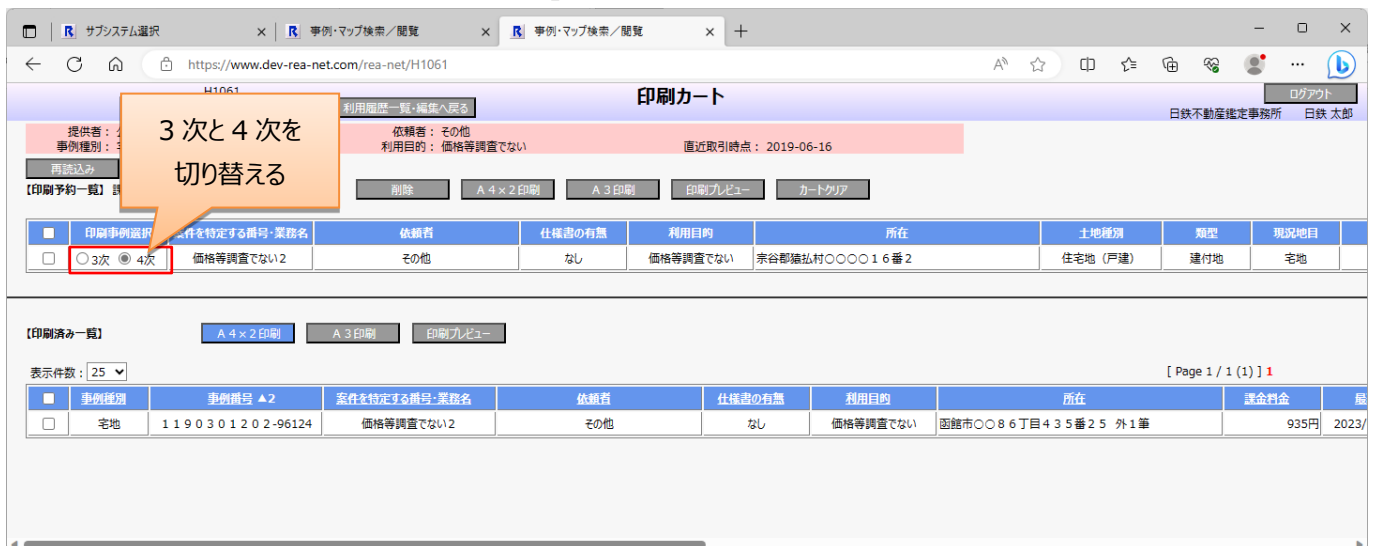 サブシステム選択
事例・マップ検索／閲覧
事例・マップ検索／閲覧
https://www.dev-rea-net.com/rea-net/H1061
H1061
利用履歴一覧・編集へ戻る
印刷カート
ログアウト
日鉄不動産鑑定事務所 日鉄 太郎
3次と4次を
切り替える
提供者：
依頼者： その他
事例種別：
利用目的： 価格等調査でない
直近取引時点： 2019-06-16
再読込み
【印刷予約一覧】
削除
A4×2印刷
A3印刷
印刷プレビュー
カートクリア
印刷事例選択 案件を特定する番号・業務名 依頼者 仕様書の有無 利用目的 所在 土地種別 類型 現況地目
3次 4次 価格等調査でない2 その他 なし 価格等調査でない 宗谷郡猿払村○○○○16番2 住宅地（戸建） 建付地 宅地
【印刷済み一覧】
A4×2印刷
A3印刷
印刷プレビュー
表示件数：25
[ Page 1 / 1 (1) ] 1
事例種別 事例番号 ▲2 案件を特定する番号・業務名 依頼者 仕様書の有無 利用目的 所在 課金料金
宅地 1190301202-96124 価格等調査でない2 その他 なし 価格等調査でない 函館市○○86丁目435番25 外1筆 935円 2023/